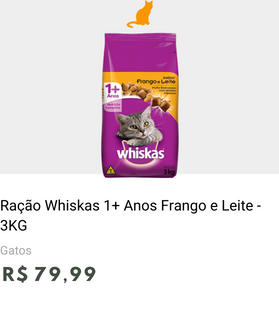 1+
Anos
sabor
Frango e Leite
whiskas
3kg
Ração Whiskas 1+ Anos Frango e Leite -
3KG
Gatos
R$ 79,99